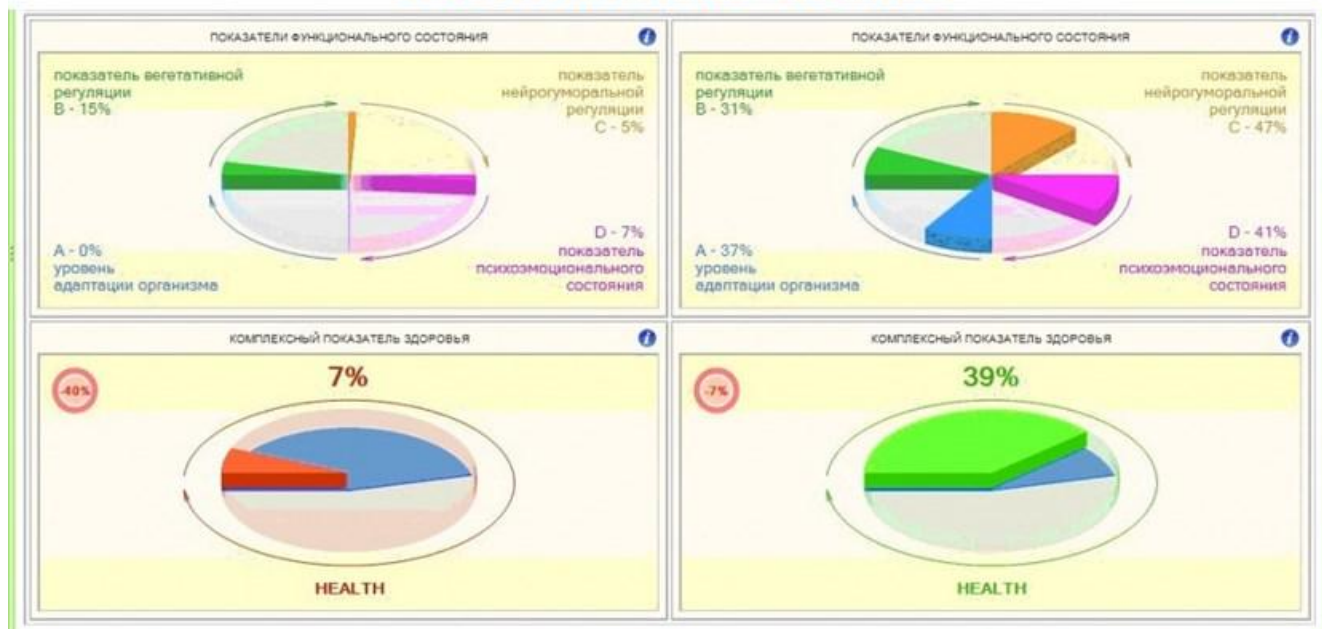 ПОКАЗАТЕЛИ ФУНКЦИОНАЛЬНОГО СОСТОЯНИЯ
показатель вегетативной
регуляции
B - 15%
показатель
нейрогуморальной
регуляции
C - 5%
A - 0%
уровень
адаптации организма
D - 7%
показатель
психоэмоционального
состояния
ПОКАЗАТЕЛИ ФУНКЦИОНАЛЬНОГО СОСТОЯНИЯ
показатель вегетативной
регуляции
B - 31%
показатель
нейрогуморальной
регуляции
C - 47%
A - 37%
уровень
адаптации организма
D - 41%
показатель
психоэмоционального
состояния
КОМПЛЕКСНЫЙ ПОКАЗАТЕЛЬ ЗДОРОВЬЯ
-40%
7%
HEALTH
КОМПЛЕКСНЫЙ ПОКАЗАТЕЛЬ ЗДОРОВЬЯ
-7%
39%
HEALTH